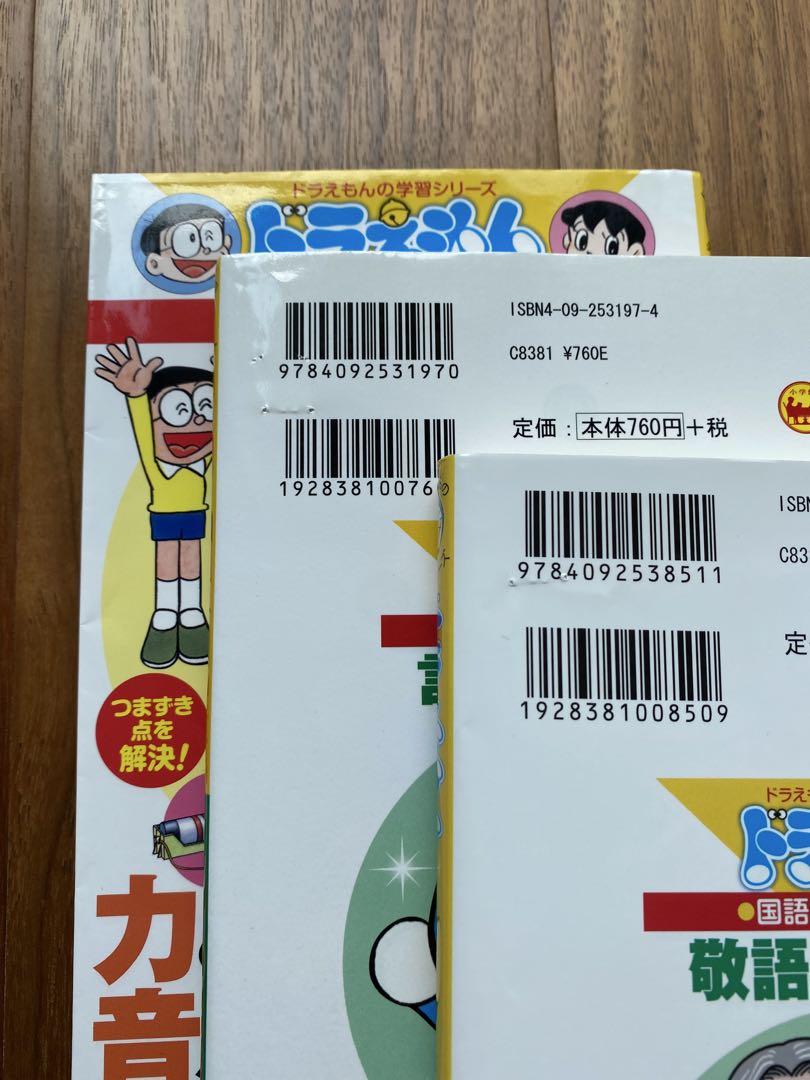 ドラえもんの学習シリーズ
ドラえもん
ISBN4-09-253197-4
9784092531970
C8381 ¥760E
定価：本体760円＋税
9784092538511
1928381008509
つまずき
点を
解決！
国語
敬語
力
音